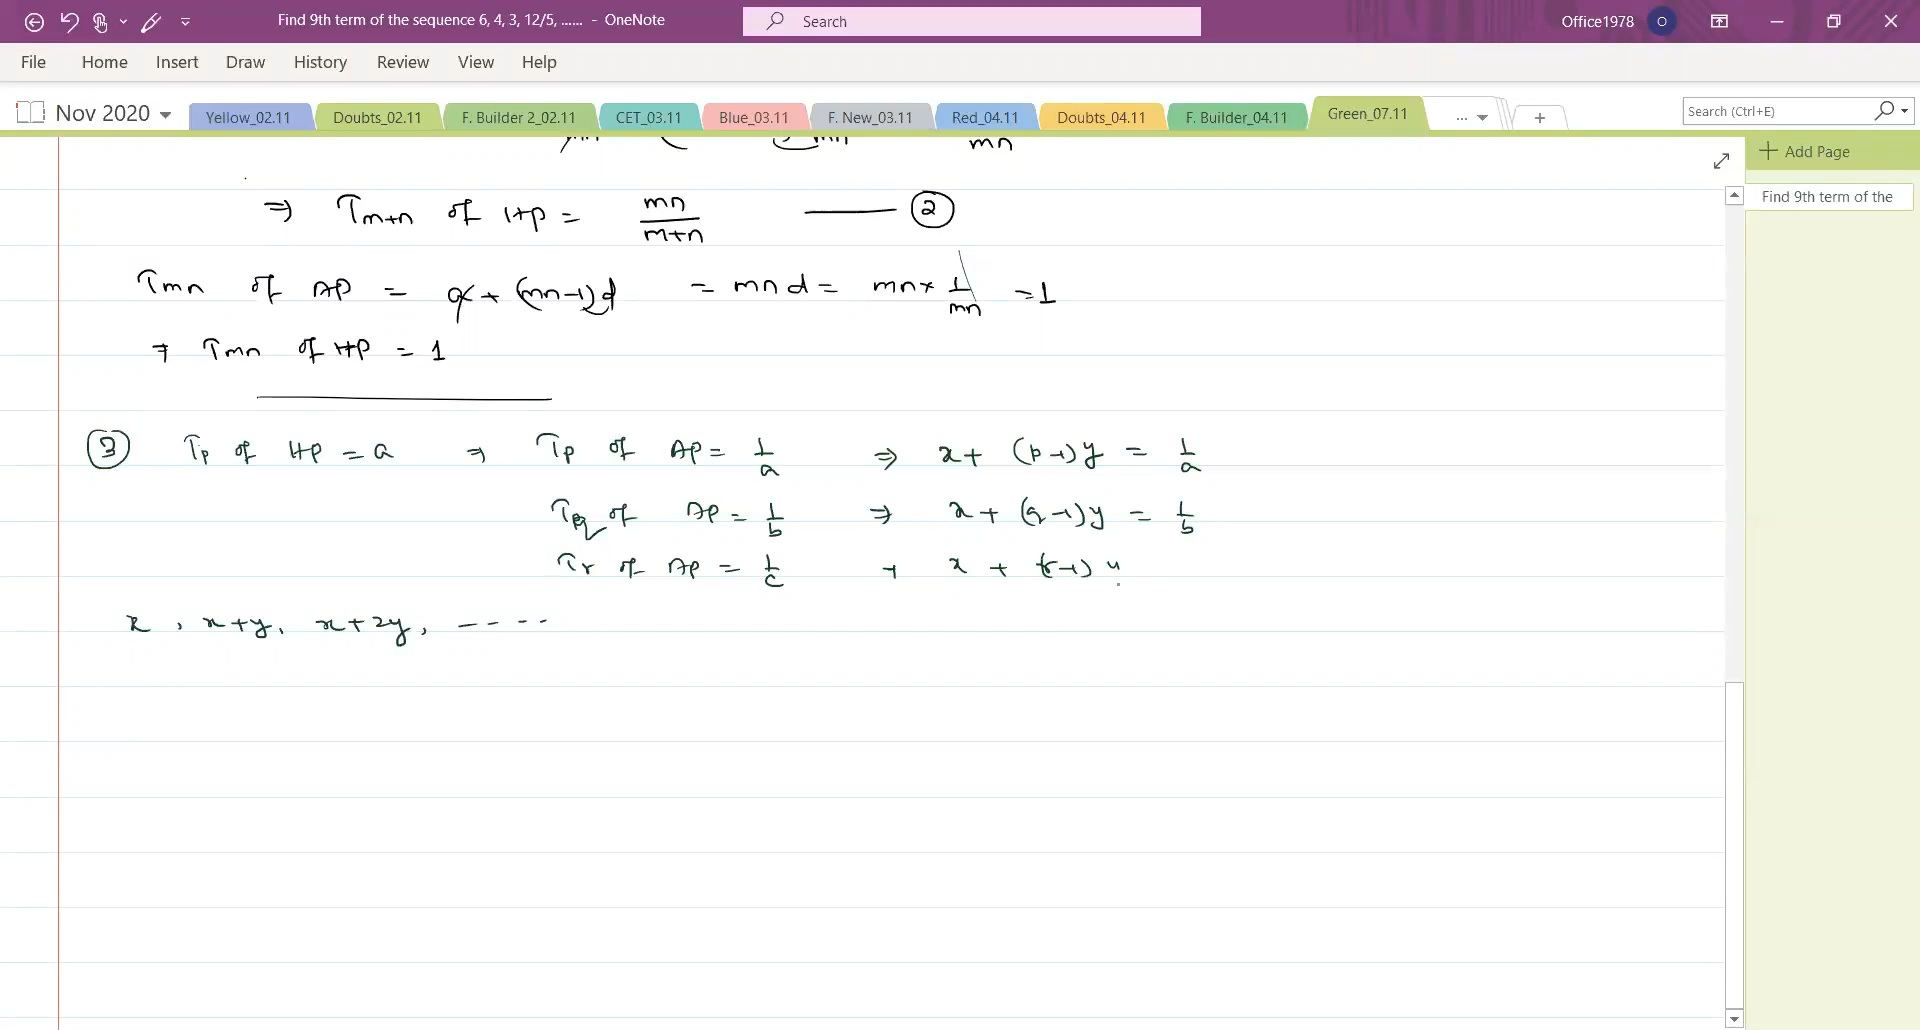 Find 9th term of the sequence 6, 4, 3, 12/5, ...... - OneNote
Search
Office1978
O
File Home Insert Draw History Review View Help
Nov 2020
Yellow_02.11 Doubts_02.11 F. Builder 2_02.11 CET_03.11 Blue_03.11 F. New_03.11 Red_04.11 Doubts_04.11 F. Builder_04.11 Green_07.11 ... +
Search (Ctrl+E)
+ Add Page
Find 9th term of the
mn
⇒ Tm+n of HP = mn/m+n —— ②
Tmn of AP = a + (mn-1)d = mnd = mn × 1/mn = 1
⇒ Tmn of HP = 1
③ Tp of HP = a ⇒ Tp of AP = 1/a ⇒ x + (p-1)y = 1/a
Tq of AP = 1/b ⇒ x + (q-1)y = 1/b
Tr of AP = 1/c x + (r-1) y
x, x+y, x+2y, -----